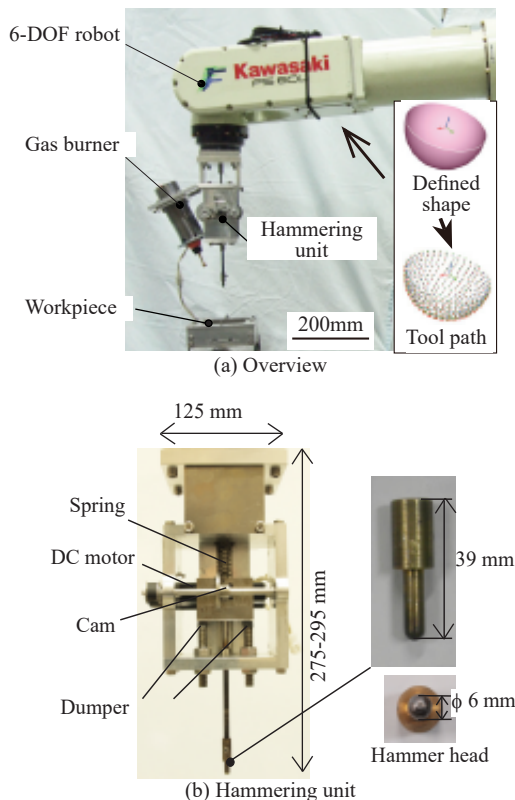 6-DOF robot
Kawasaki
Gas burner
Defined
shape
Hammering
unit
Workpiece
200mm
Tool path
(a) Overview
125 mm
Spring
DC motor
39 mm
Cam
275-295 mm
Dumper
ϕ 6 mm
Hammer head
(b) Hammering unit